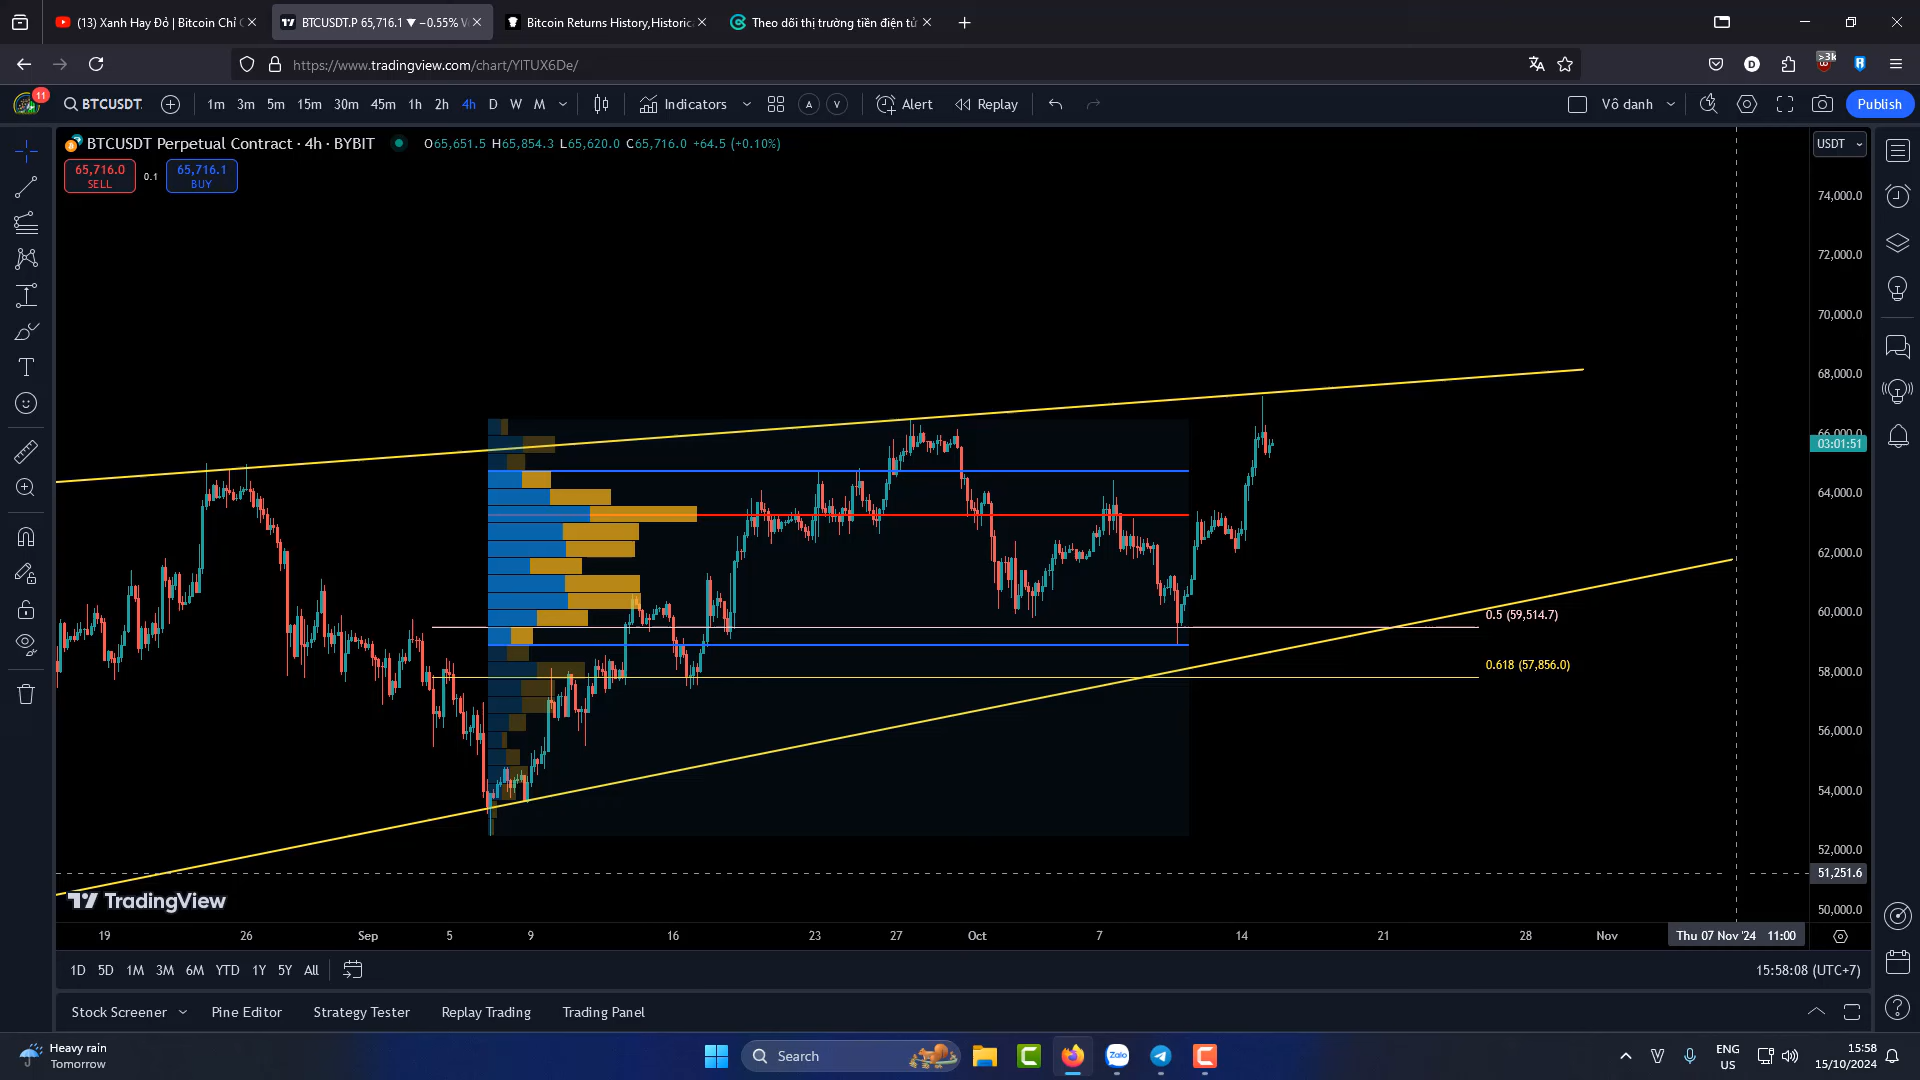 (13) Xanh Hay Đỏ | Bitcoin Chỉ C
BTCUSDT.P 65,716.1 ▼ −0.55% V
Bitcoin Returns History,Historica
Theo dõi thị trường tiền điện tử
https://www.tradingview.com/chart/YlTUX6De/
>3k
11
BTCUSDT.
1m 3m 5m 15m 30m 45m 1h 2h 4h D W M
Indicators
A V
Alert
Replay
Vô danh
Publish
BTCUSDT Perpetual Contract · 4h · BYBIT
O65,651.5 H65,854.3 L65,620.0 C65,716.0 +64.5 (+0.10%)
USDT
65,716.0
SELL
0.1
65,716.1
BUY
74,000.0
72,000.0
70,000.0
68,000.0
66,000.0
03:01:51
64,000.0
62,000.0
60,000.0
0.5 (59,514.7)
0.618 (57,856.0)
58,000.0
56,000.0
54,000.0
52,000.0
51,251.6
50,000.0
TradingView
19 26 Sep 5 9 16 23 27 Oct 7 14 21 28 Nov
Thu 07 Nov '24 11:00
1D 5D 1M 3M 6M YTD 1Y 5Y All
15:58:08 (UTC+7)
Stock Screener Pine Editor Strategy Tester Replay Trading Trading Panel
Heavy rain
Tomorrow
Search
Zalo
ENG
US
15:58
15/10/2024